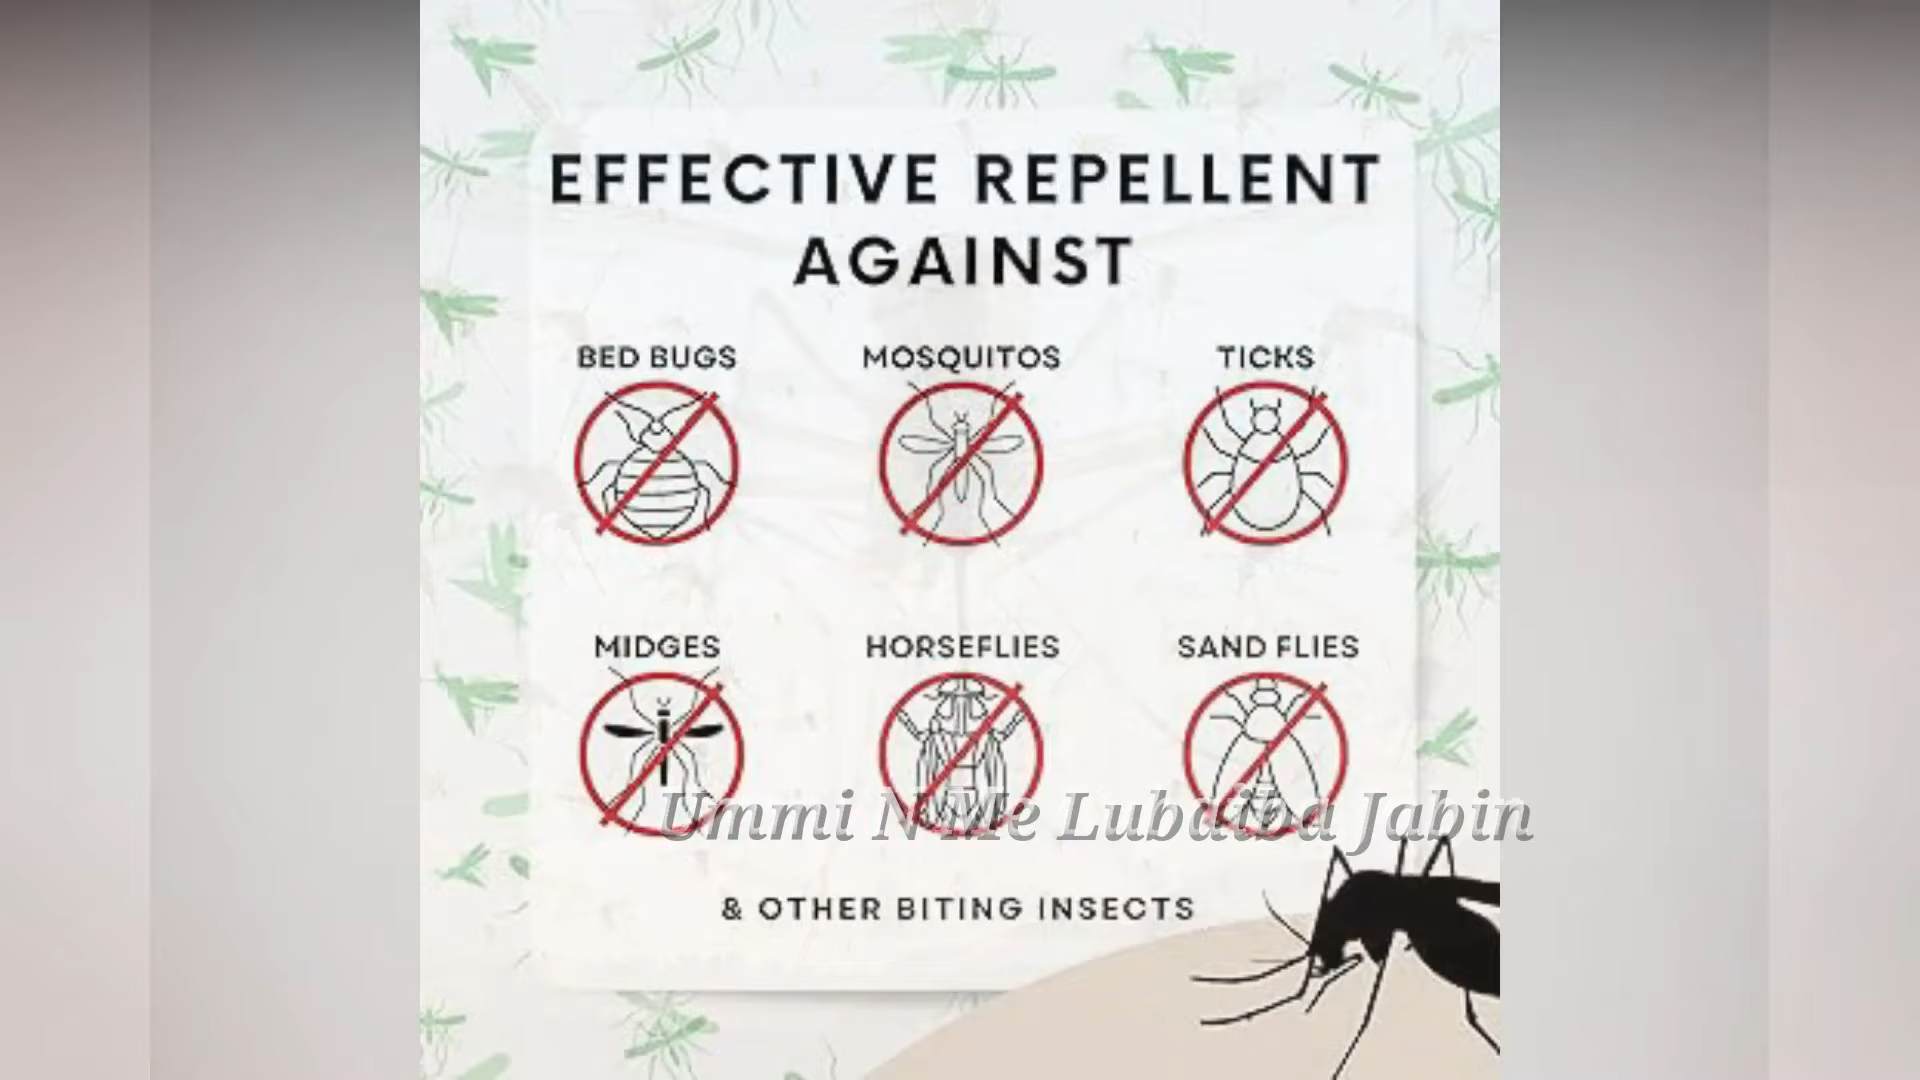 EFFECTIVE REPELLENT
AGAINST
BED BUGS
MOSQUITOS
TICKS
MIDGES
HORSEFLIES
SAND FLIES
Ummi N Me Lubaiba Jabin
& OTHER BITING INSECTS